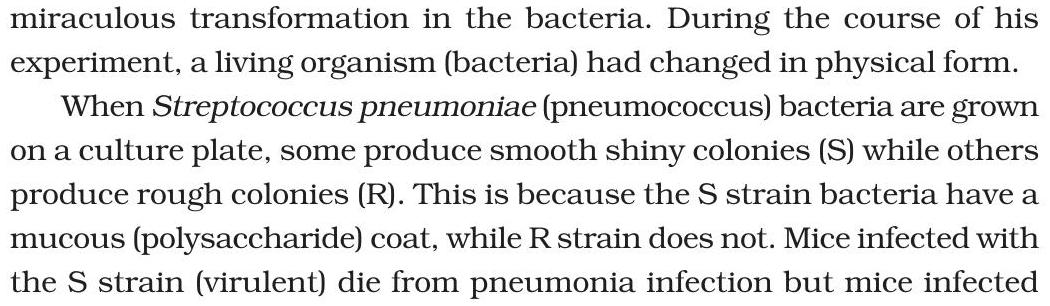 miraculous transformation in the bacteria. During the course of his
experiment, a living organism (bacteria) had changed in physical form.
When Streptococcus pneumoniae (pneumococcus) bacteria are grown
on a culture plate, some produce smooth shiny colonies (S) while others
produce rough colonies (R). This is because the S strain bacteria have a
mucous (polysaccharide) coat, while R strain does not. Mice infected with
the S strain (virulent) die from pneumonia infection but mice infected